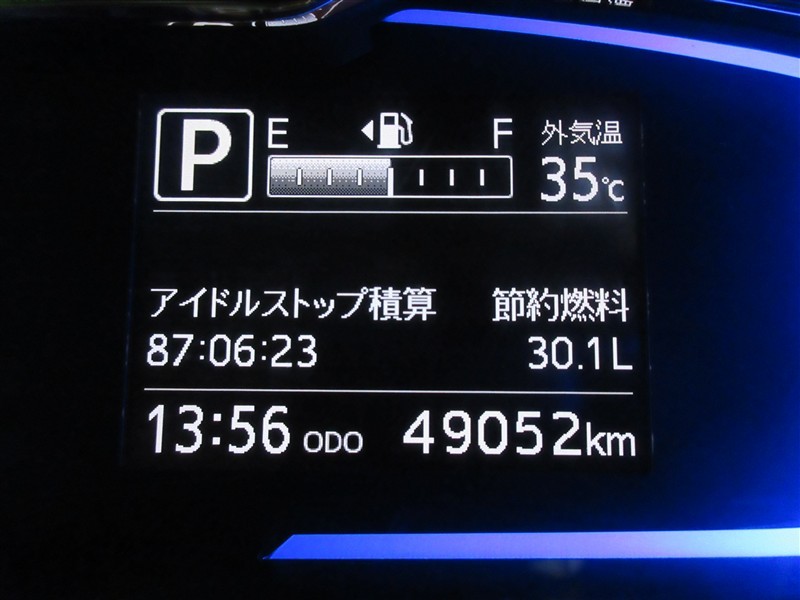 P E F 外気温
35℃
アイドルストップ積算 節約燃料
87:06:23 30.1L
13:56 ODO 49052km